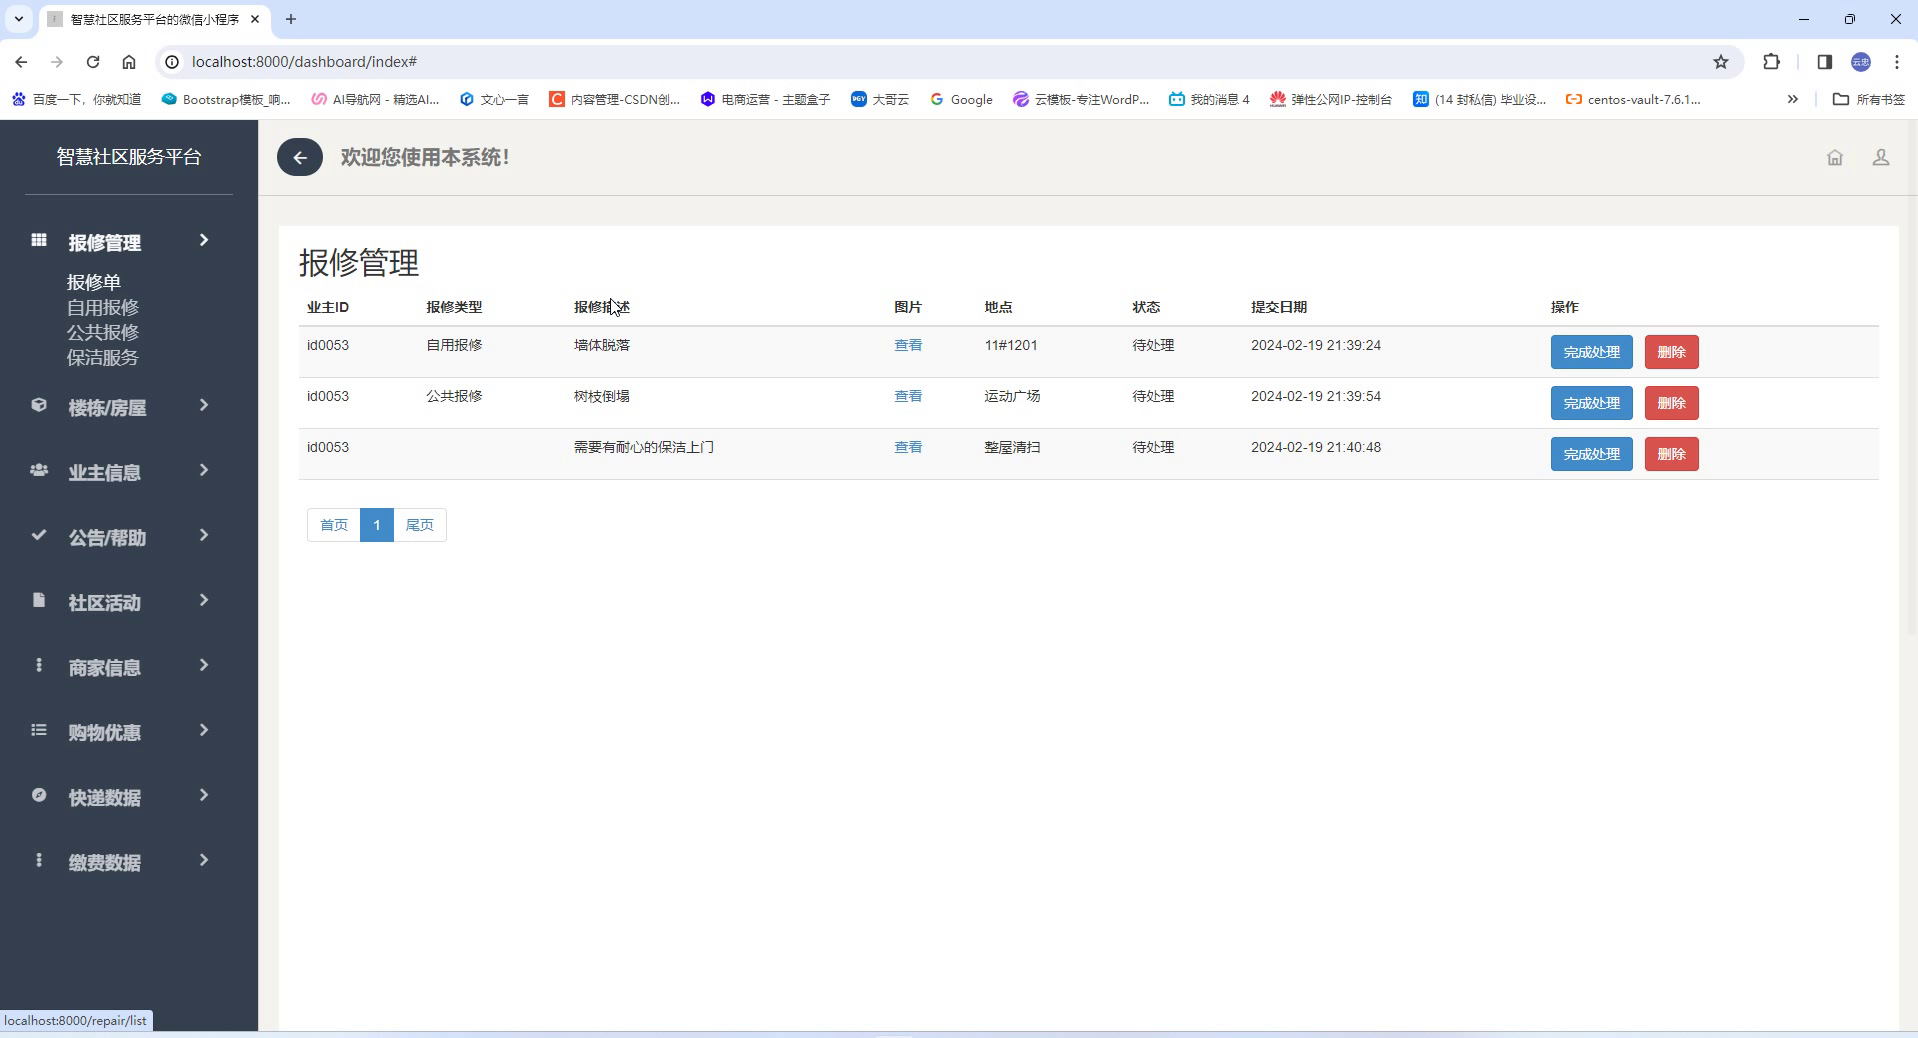 智慧社区服务平台的微信小程序
localhost:8000/dashboard/index#
云忠
百度一下，你就知道 Bootstrap模板_响... AI导航网 - 精选AI... 文心一言 内容管理-CSDN创... 电商运营 - 主题盒子 大哥云 Google 云模板-专注WordP... 我的消息 4 弹性公网IP-控制台 知 (14 封私信) 毕业设... centos-vault-7.6.1... 所有书签
智慧社区服务平台
欢迎您使用本系统！
报修管理
报修单
自用报修
公共报修
保洁服务
楼栋/房屋
业主信息
公告/帮助
社区活动
商家信息
购物优惠
快递数据
缴费数据
报修管理
业主ID 报修类型 报修描述 图片 地点 状态 提交日期 操作
id0053 自用报修 墙体脱落 查看 11#1201 待处理 2024-02-19 21:39:24 完成处理 删除
id0053 公共报修 树枝倒塌 查看 运动广场 待处理 2024-02-19 21:39:54 完成处理 删除
id0053 需要有耐心的保洁上门 查看 整屋清扫 待处理 2024-02-19 21:40:48 完成处理 删除
首页 1 尾页
localhost:8000/repair/list